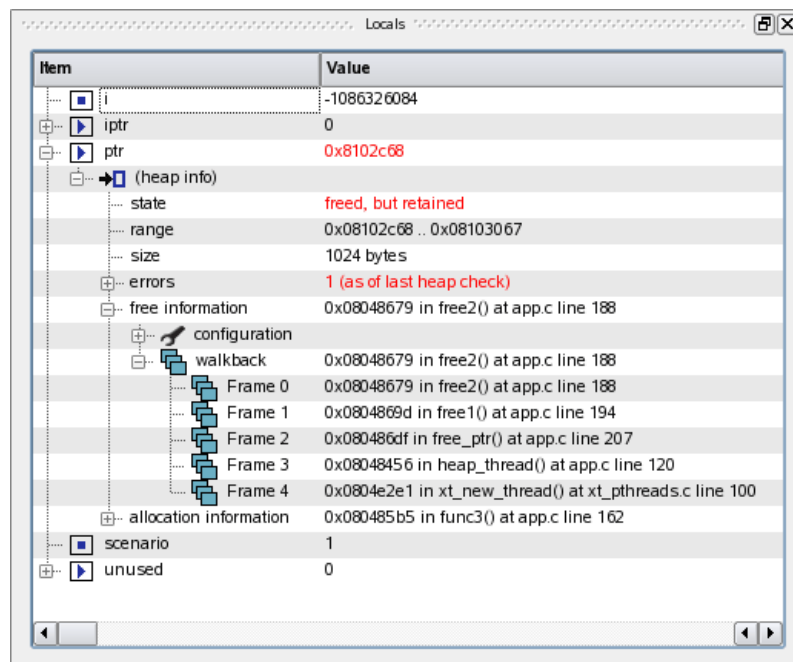 Locals
Item Value
i -1086326084
iptr 0
ptr 0x8102c68
(heap info)
state freed, but retained
range 0x08102c68 .. 0x08103067
size 1024 bytes
errors 1 (as of last heap check)
free information 0x08048679 in free2() at app.c line 188
configuration
walkback 0x08048679 in free2() at app.c line 188
Frame 0 0x08048679 in free2() at app.c line 188
Frame 1 0x0804869d in free1() at app.c line 194
Frame 2 0x080486df in free_ptr() at app.c line 207
Frame 3 0x08048456 in heap_thread() at app.c line 120
Frame 4 0x0804e2e1 in xt_new_thread() at xt_pthreads.c line 100
allocation information 0x080485b5 in func3() at app.c line 162
scenario 1
unused 0